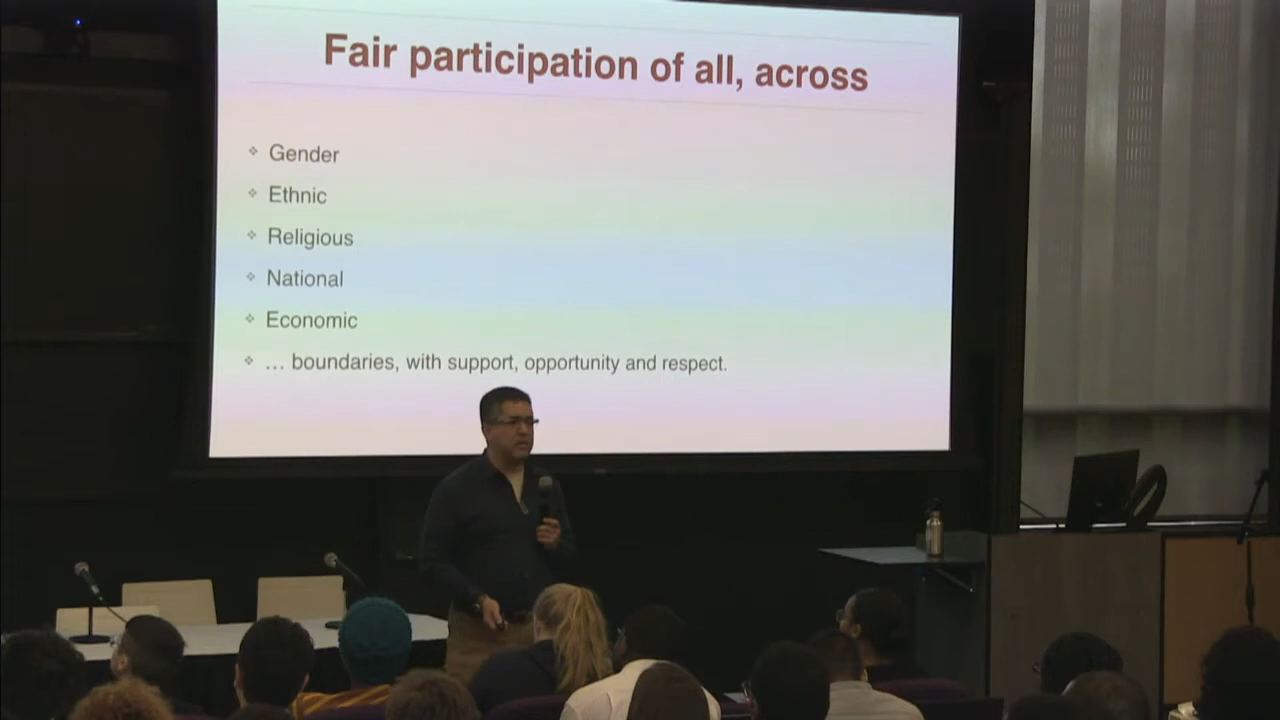 Fair participation of all, across
Gender
Ethnic
Religious
National
Economic
… boundaries, with support, opportunity and respect.